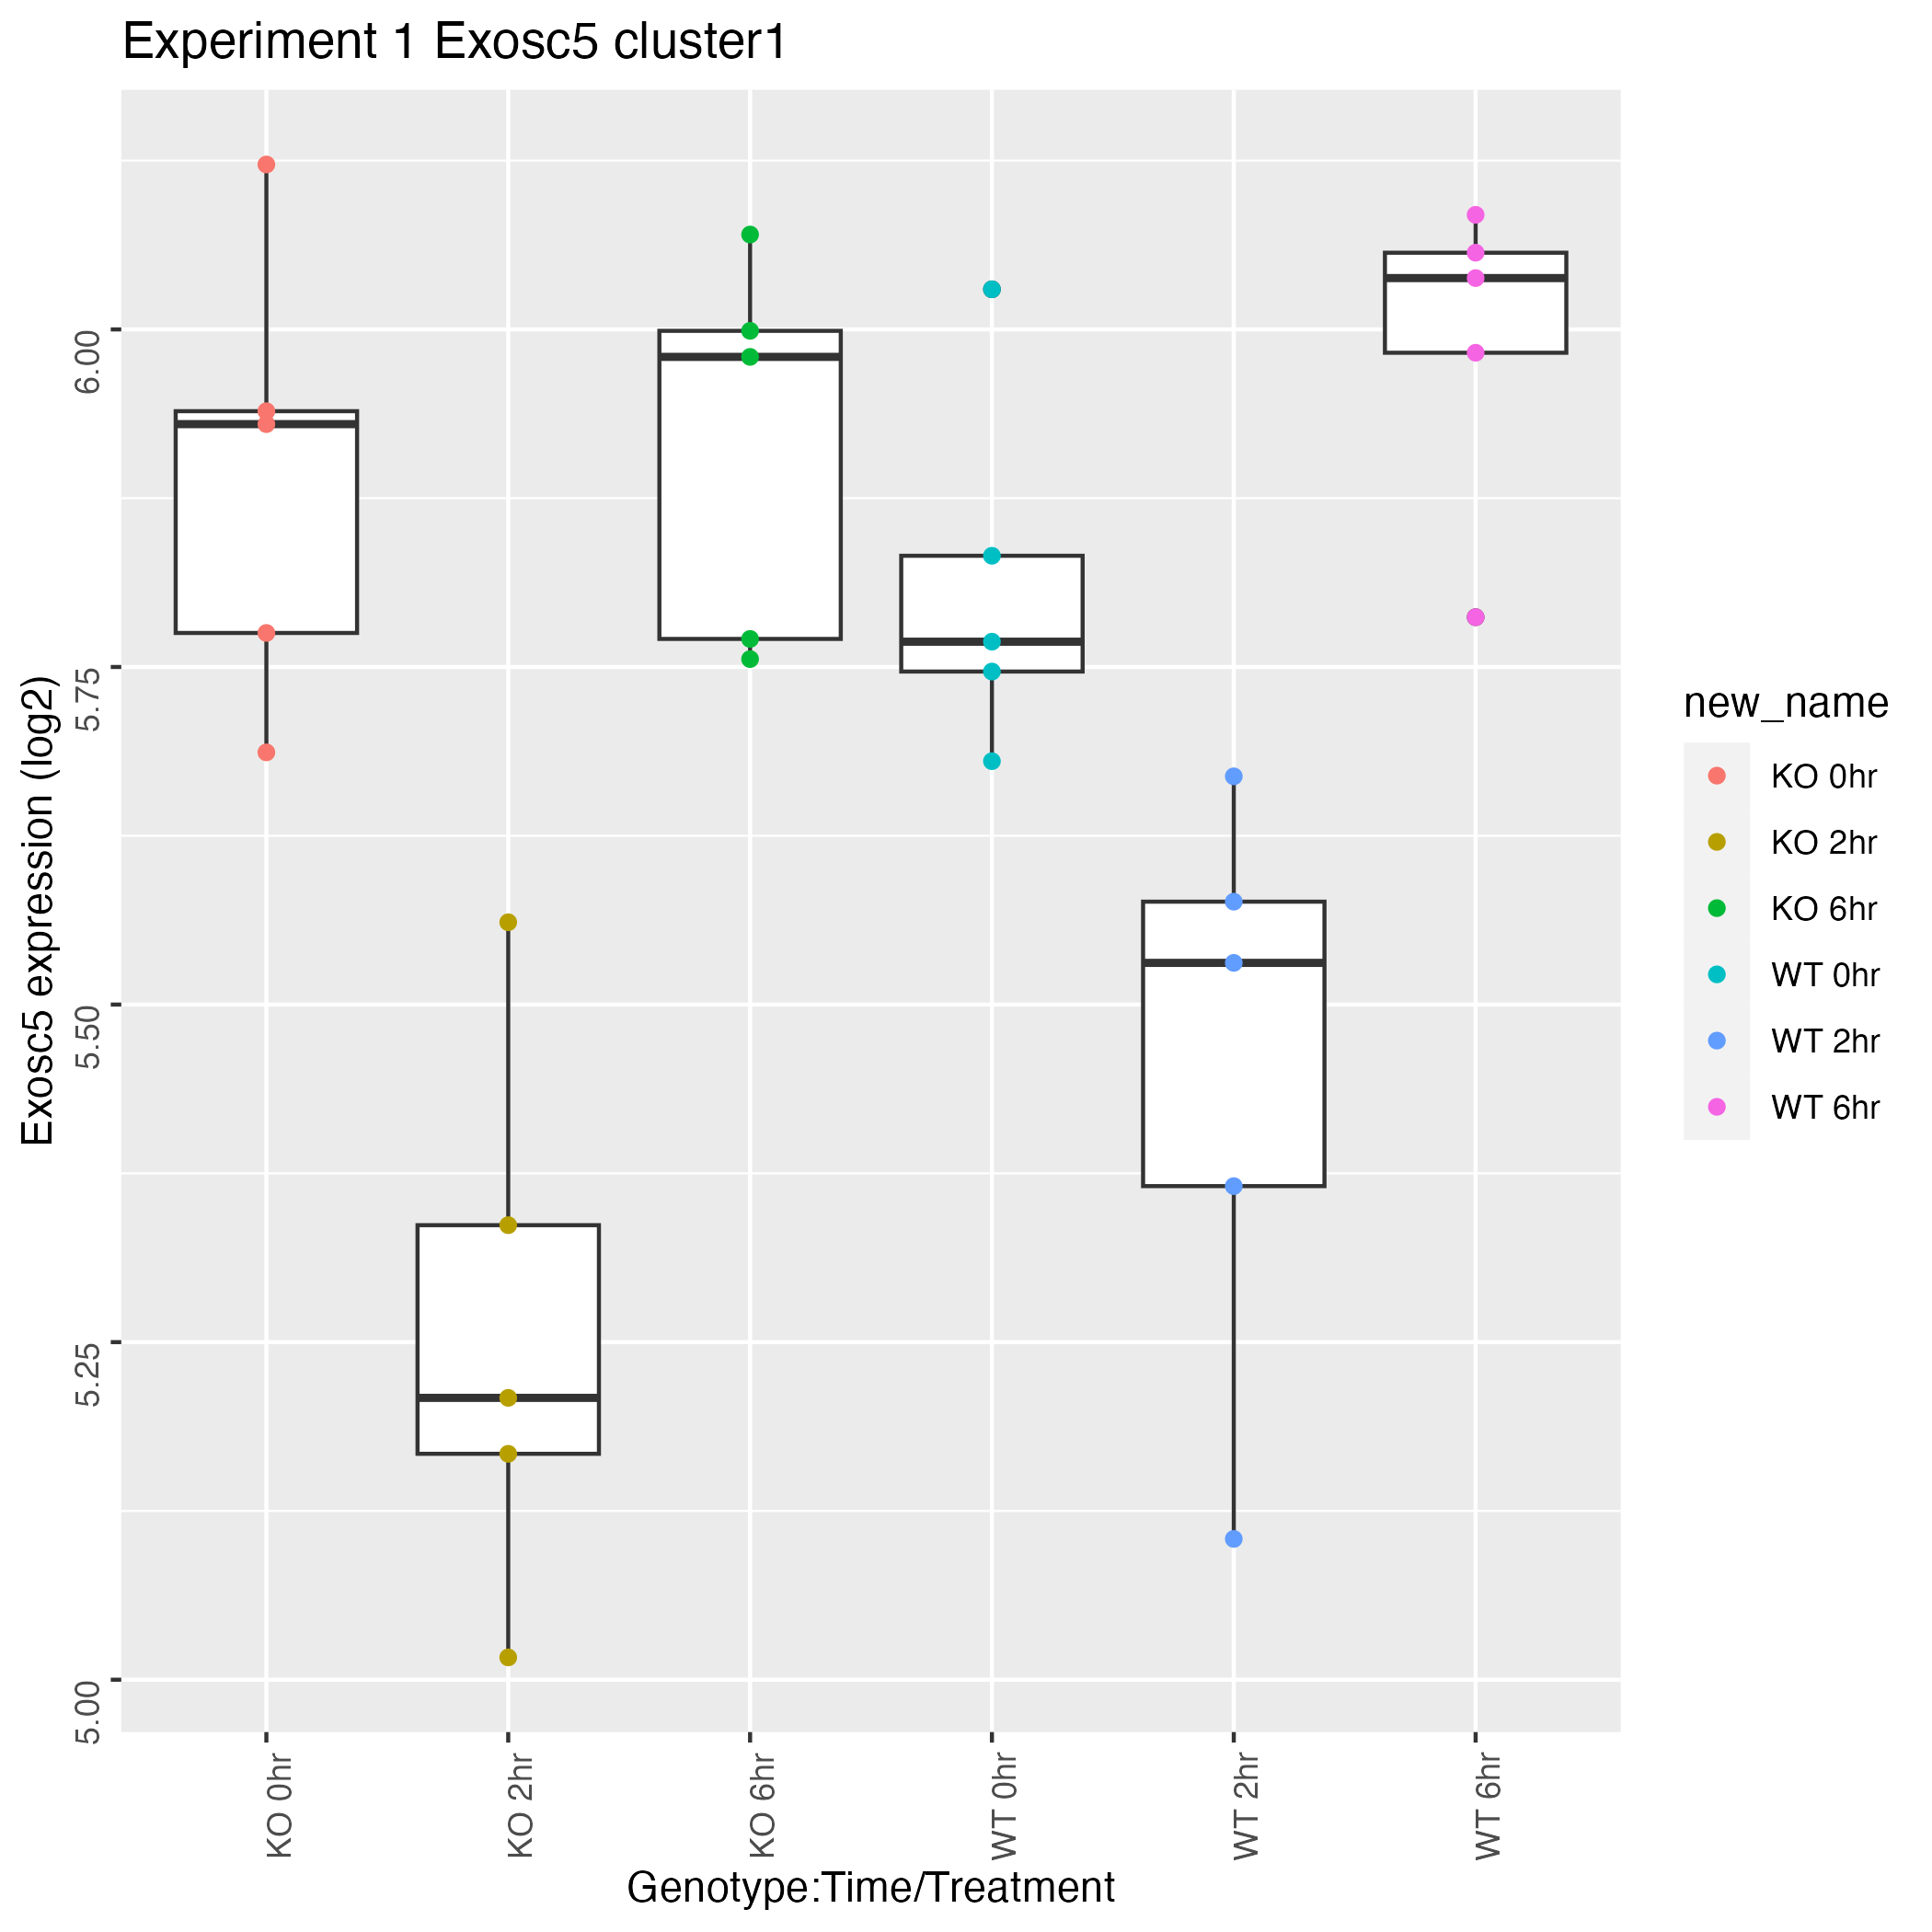 Experiment 1 Exosc5 cluster1
Exosc5 expression (log2)
6.00
5.75
5.50
5.25
5.00
KO 0hr
KO 2hr
KO 6hr
WT 0hr
WT 2hr
WT 6hr
Genotype:Time/Treatment
new_name
KO 0hr
KO 2hr
KO 6hr
WT 0hr
WT 2hr
WT 6hr